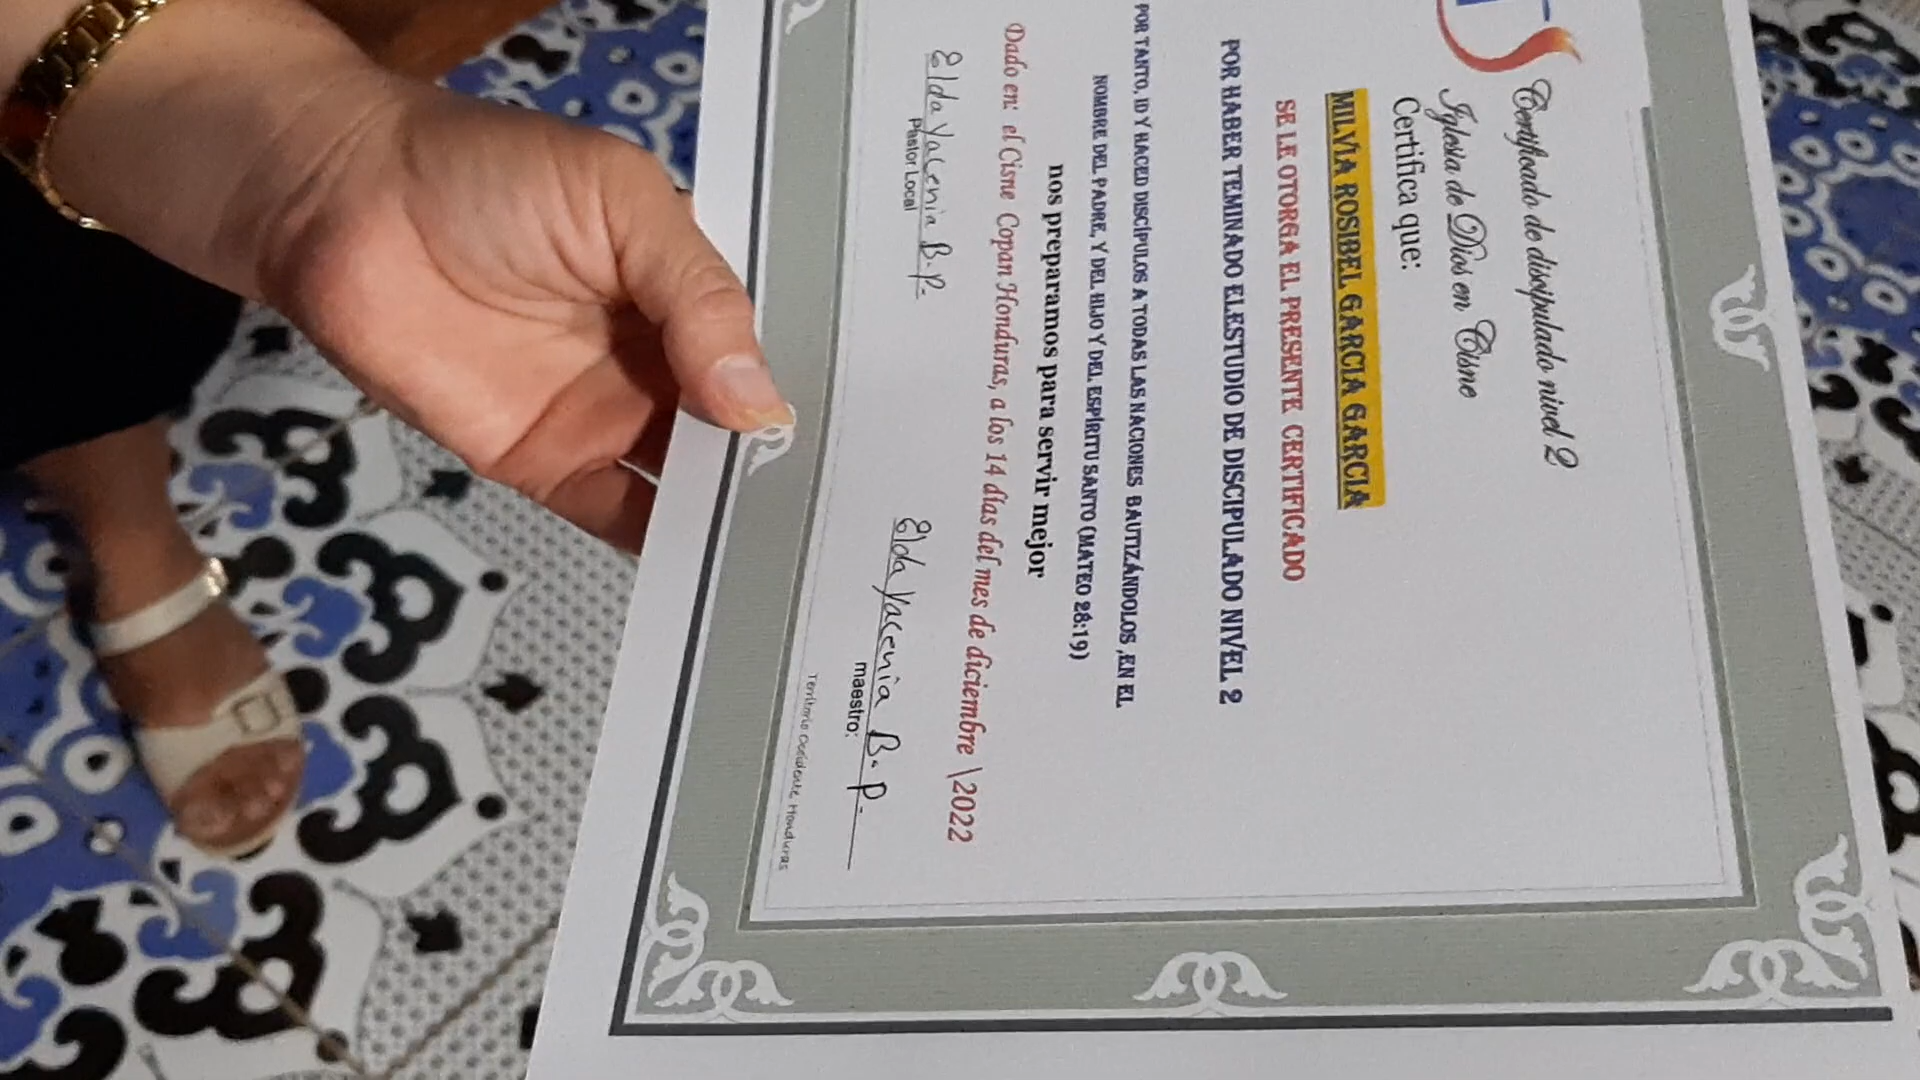 Certificado de disipulado nivel 2
Iglesia de Dios en Cisne
Certifica que:
MILVIA ROSIBEL GARCIA GARCIA
SE LE OTORGA EL PRESENTE CERTIFICADO
POR HABER TEMINADO EL ESTUDIO DE DISCIPULADO NIVEL 2
POR TANTO, ID Y HACED DISCÍPULOS A TODAS LAS NACIONES BAUTIZÁNDOLOS ,EN EL
NOMBRE DEL PADRE, Y DEL HIJO Y DEL ESPÍRITU SANTO (MATEO 28:19)
nos preparamos para servir mejor
Dado en: el Cisne Copan Honduras, a los 14 días del mes de diciembre \2022
Elda Yacenia B.P. Elda Yacenia B.P.
Pastor Local maestro:
Territorio Occidente, Honduras